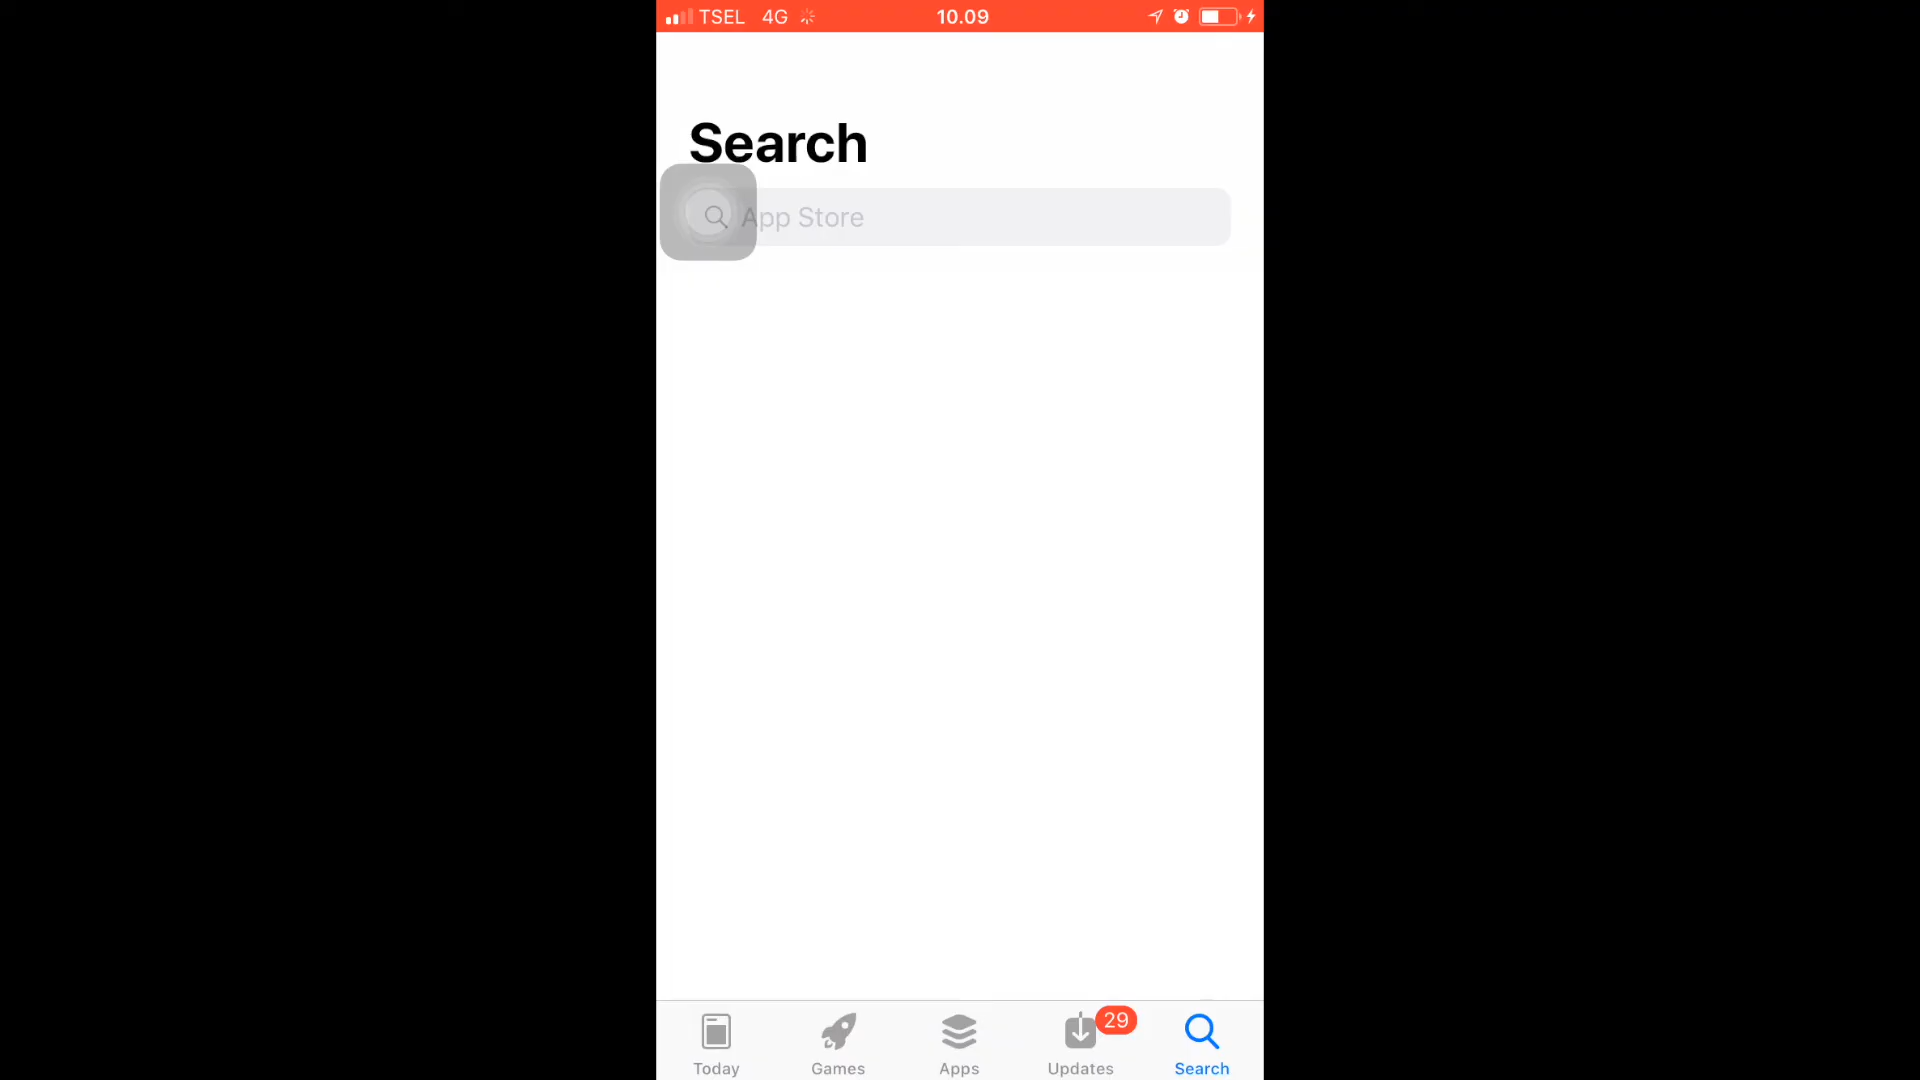 TSEL 4G 10.09
Search
App Store
29
Today Games Apps Updates Search